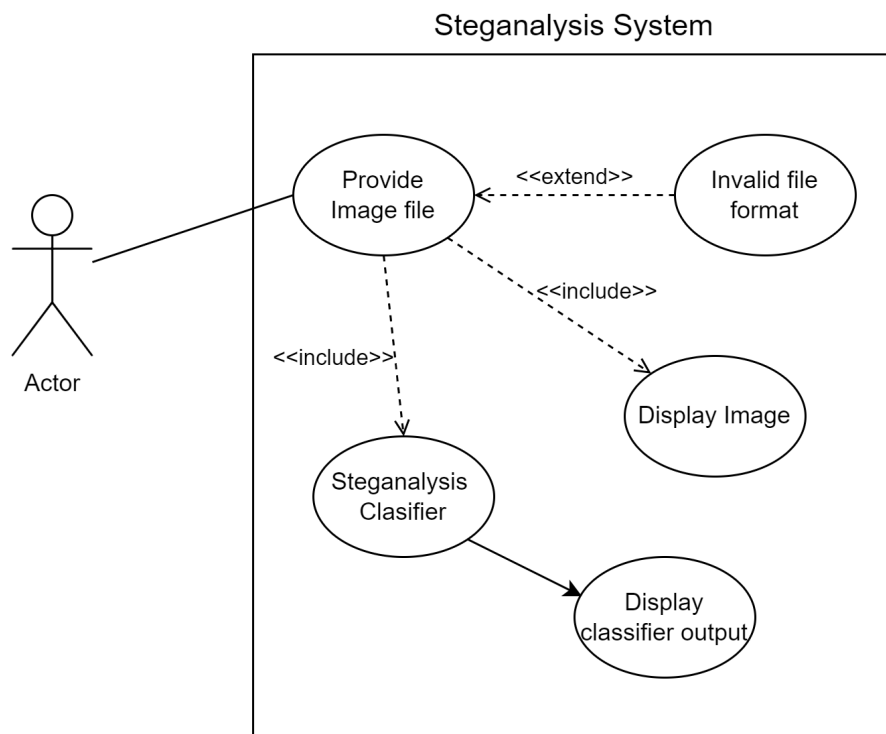 Steganalysis System
Provide
Image file
<<extend>>
Invalid file
format
<<include>>
<<include>>
Actor
Display Image
Steganalysis
Clasifier
Display
classifier output